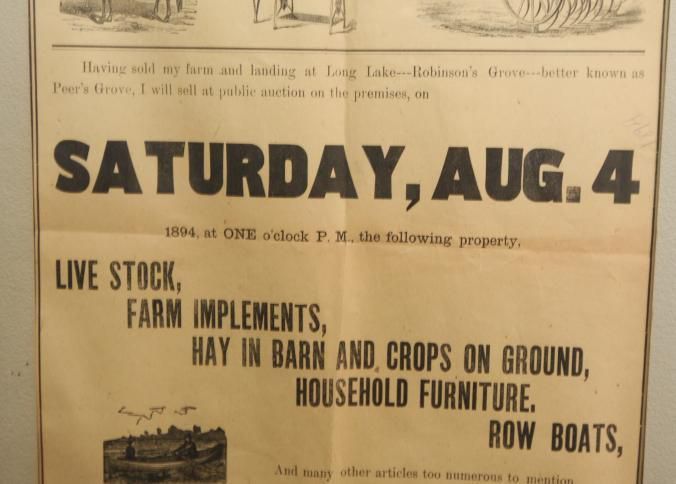 Having sold my farm and landing at Long Lake---Robinson's Grove---better known as
Peer's Grove, I will sell at public auction on the premises, on
SATURDAY, AUG. 4
1894, at ONE o'clock P. M., the following property,
LIVE STOCK,
FARM IMPLEMENTS,
HAY IN BARN AND CROPS ON GROUND,
HOUSEHOLD FURNITURE.
ROW BOATS,
And many other articles too numerous to mention